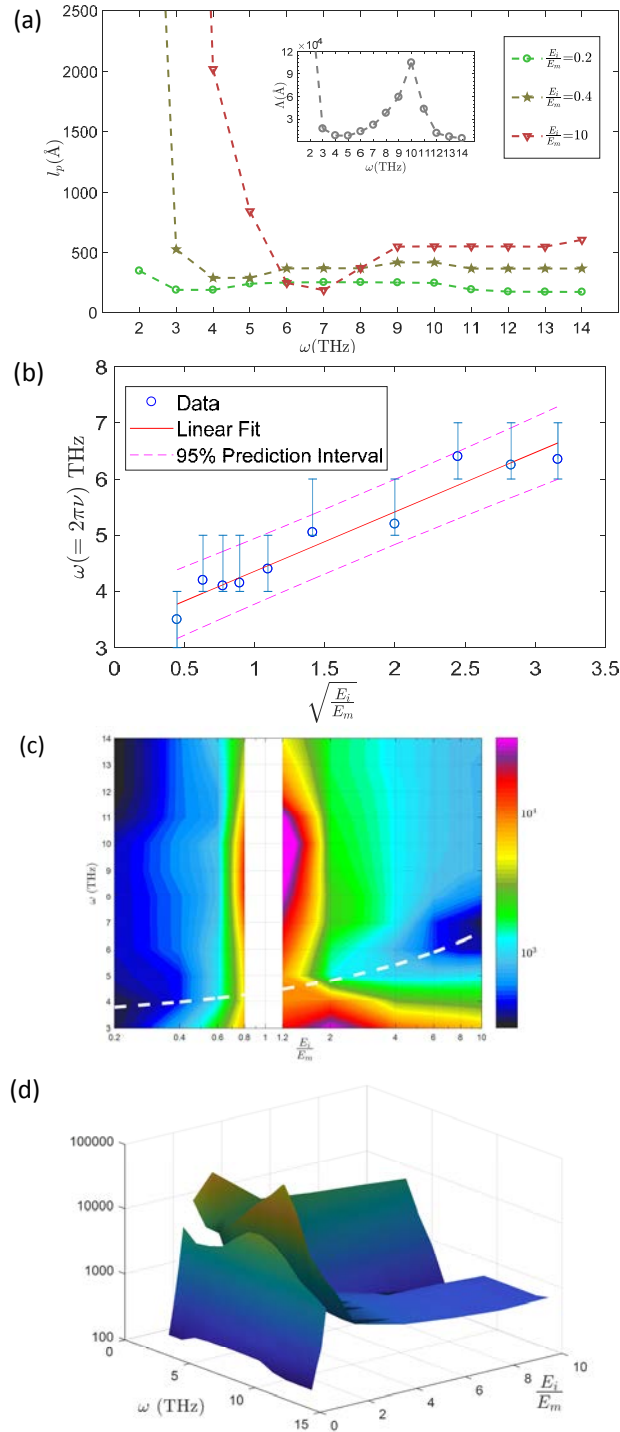 (a)
2500
2000
1500
1000
500
0
l_p(Å)
2 3 4 5 6 7 8 9 10 11 12 13 14
ω(THz)
×10⁴
12
9
6
3
Λ(Å)
2 3 4 5 6 7 8 9 10 11 12 13 14
ω(THz)
E_i/E_m=0.2
E_i/E_m=0.4
E_i/E_m=10
(b)
8
7
6
5
4
3
ω(= 2πν) THz
Data
Linear Fit
95% Prediction Interval
0 0.5 1 1.5 2 2.5 3 3.5
√(E_i/E_m)
(c)
14
13
12
11
10
9
8
7
6
5
4
3
ω (THz)
0.2 0.4 0.6 0.8 1 1.2 2 4 6 8 10
E_i/E_m
10⁴
10³
(d)
100000
10000
1000
100
0 5 10 15
ω (THz)
0 2 4 6 8 10
E_i/E_m